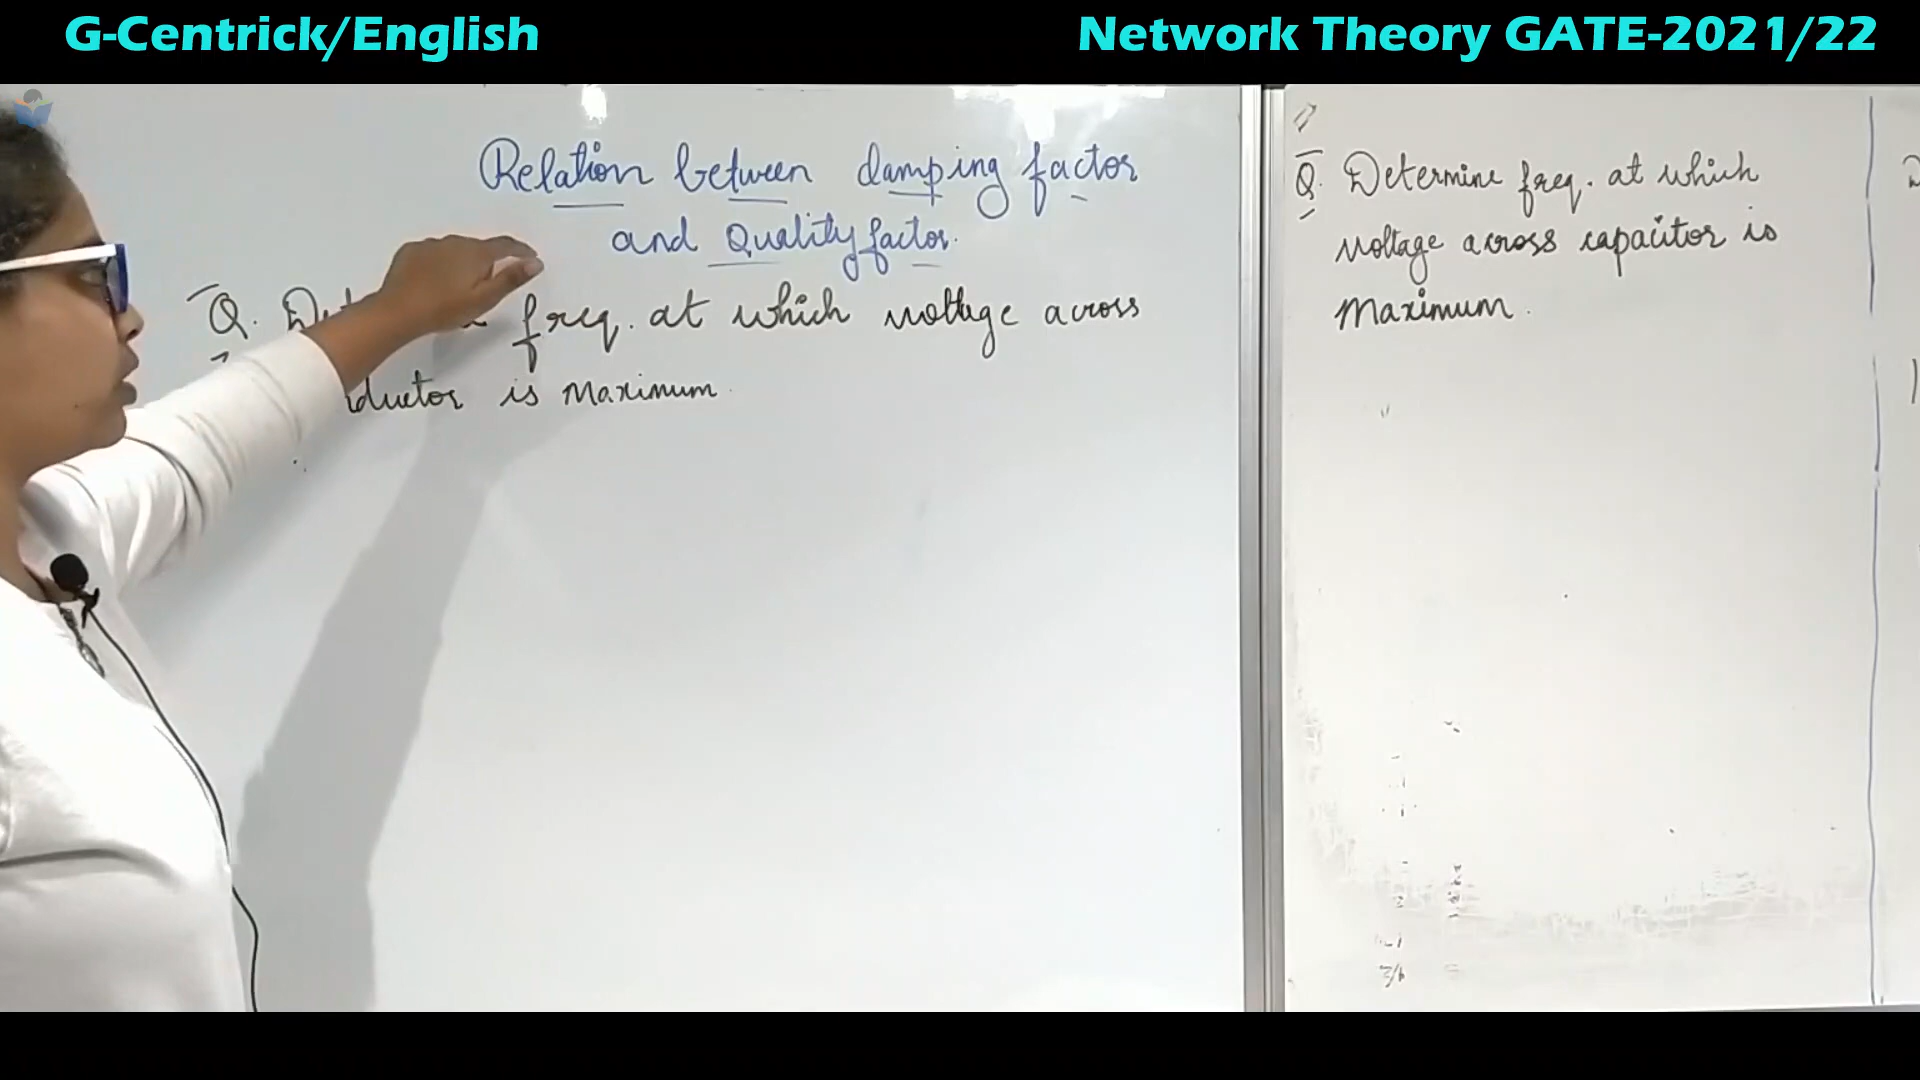 G-Centrick/English
Network Theory GATE-2021/22
Relation between damping factor
and Quality factor.
Q. freq. at which voltage across
is maximum.
Q. Determine freq. at which
voltage across capacitor is
Maximum.